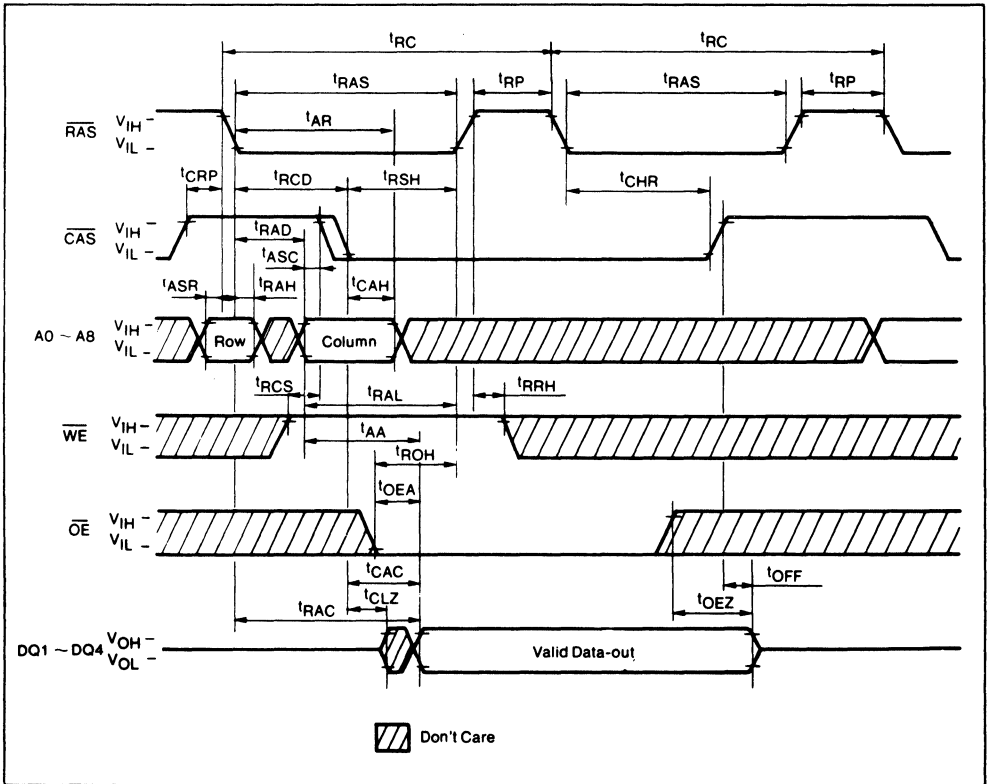 tRC tRC
tRAS tRP tRAS tRP
tAR
RAS VIH VIL
tCRP tRCD tRSH tCHR
CAS VIH VIL
tRAD
tASC
tASR tRAH tCAH
A0 ~ A8 VIH VIL Row Column
tRCS tRAL tRRH
WE VIH VIL
tAA
tROH
tOEA
OE VIH VIL
tCAC tOFF
tCLZ tOEZ
tRAC
DQ1 ~ DQ4 VOH VOL Valid Data-out
Don't Care